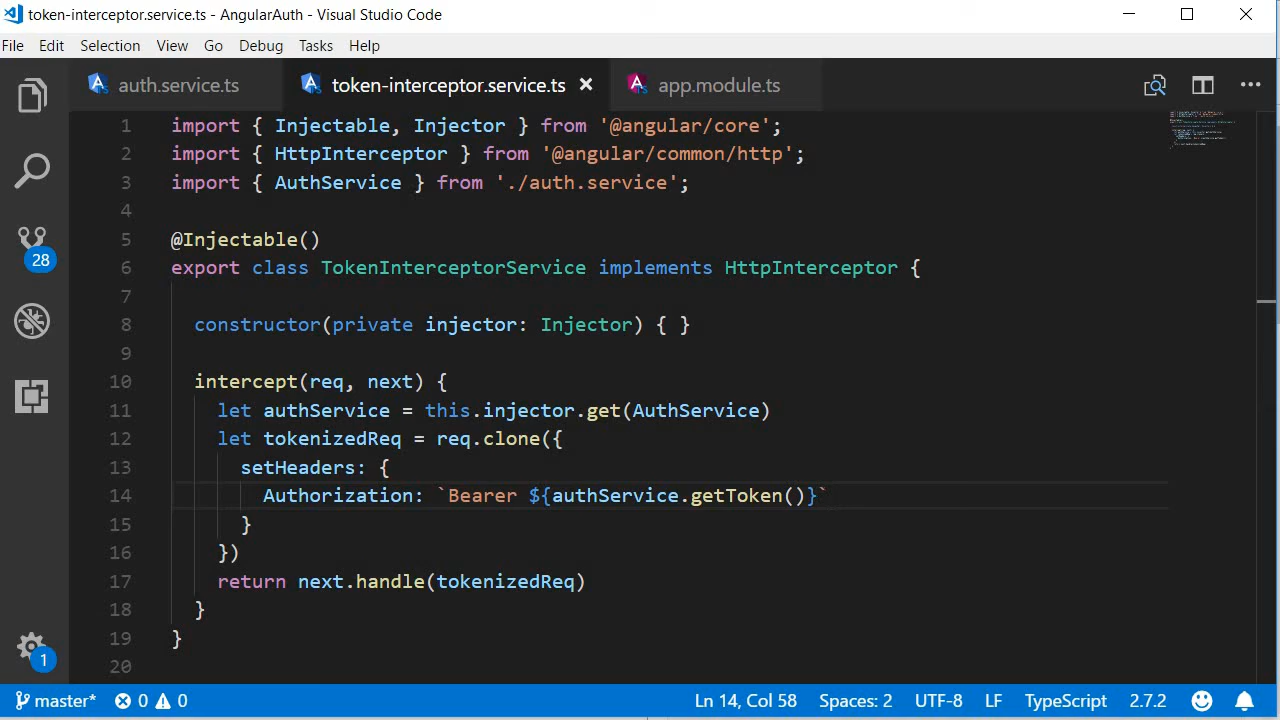 token-interceptor.service.ts - AngularAuth - Visual Studio Code
File Edit Selection View Go Debug Tasks Help
auth.service.ts token-interceptor.service.ts app.module.ts
1 import { Injectable, Injector } from '@angular/core';
2 import { HttpInterceptor } from '@angular/common/http';
3 import { AuthService } from './auth.service';
4
5 @Injectable()
6 export class TokenInterceptorService implements HttpInterceptor {
7
8   constructor(private injector: Injector) { }
9
10   intercept(req, next) {
11     let authService = this.injector.get(AuthService)
12     let tokenizedReq = req.clone({
13       setHeaders: {
14         Authorization: `Bearer ${authService.getToken()}`
15       }
16     })
17     return next.handle(tokenizedReq)
18   }
19 }
20
28
1
master* 0 0 Ln 14, Col 58 Spaces: 2 UTF-8 LF TypeScript 2.7.2